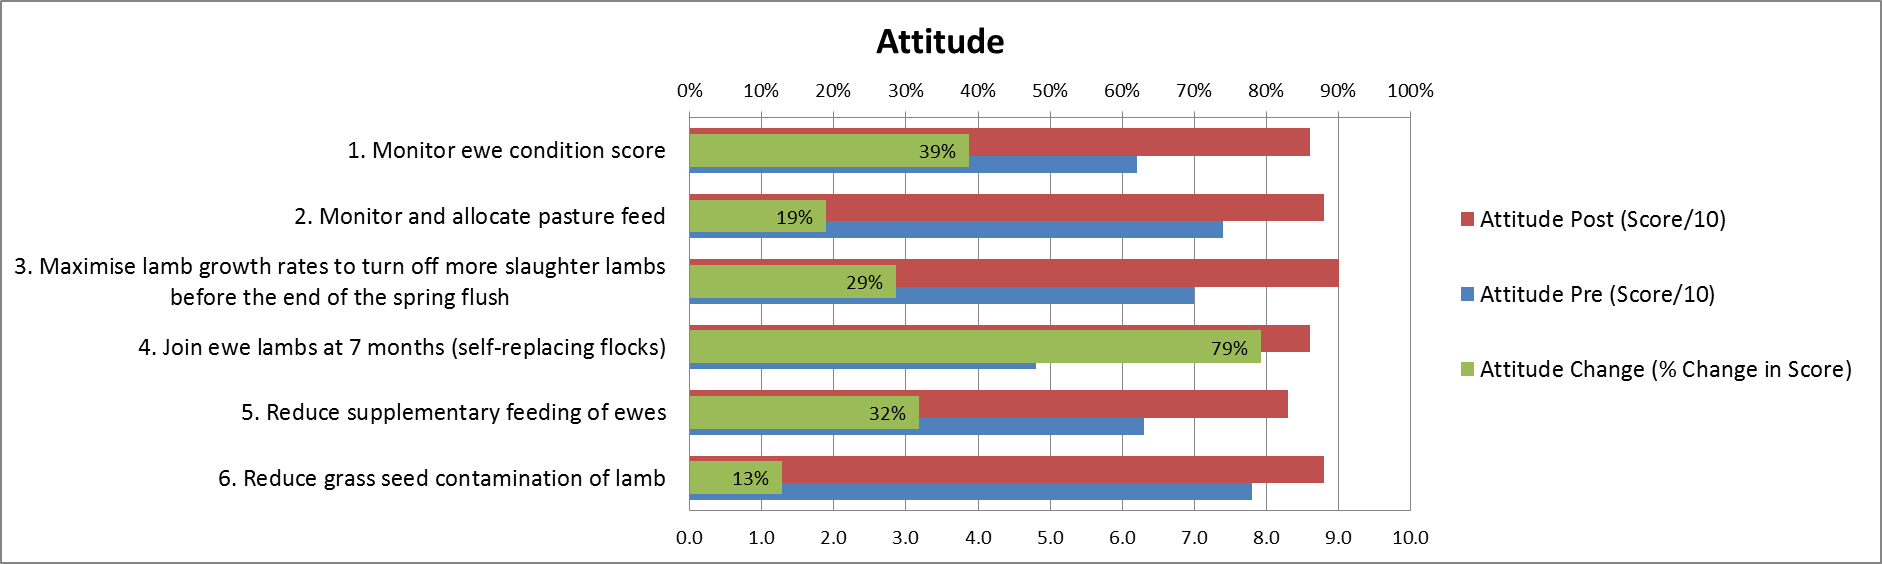 Attitude
0% 10% 20% 30% 40% 50% 60% 70% 80% 90% 100%
1. Monitor ewe condition score
39%
2. Monitor and allocate pasture feed
19%
3. Maximise lamb growth rates to turn off more slaughter lambs
before the end of the spring flush
29%
4. Join ewe lambs at 7 months (self-replacing flocks)
79%
5. Reduce supplementary feeding of ewes
32%
6. Reduce grass seed contamination of lamb
13%
0.0 1.0 2.0 3.0 4.0 5.0 6.0 7.0 8.0 9.0 10.0
Attitude Post (Score/10)
Attitude Pre (Score/10)
Attitude Change (% Change in Score)